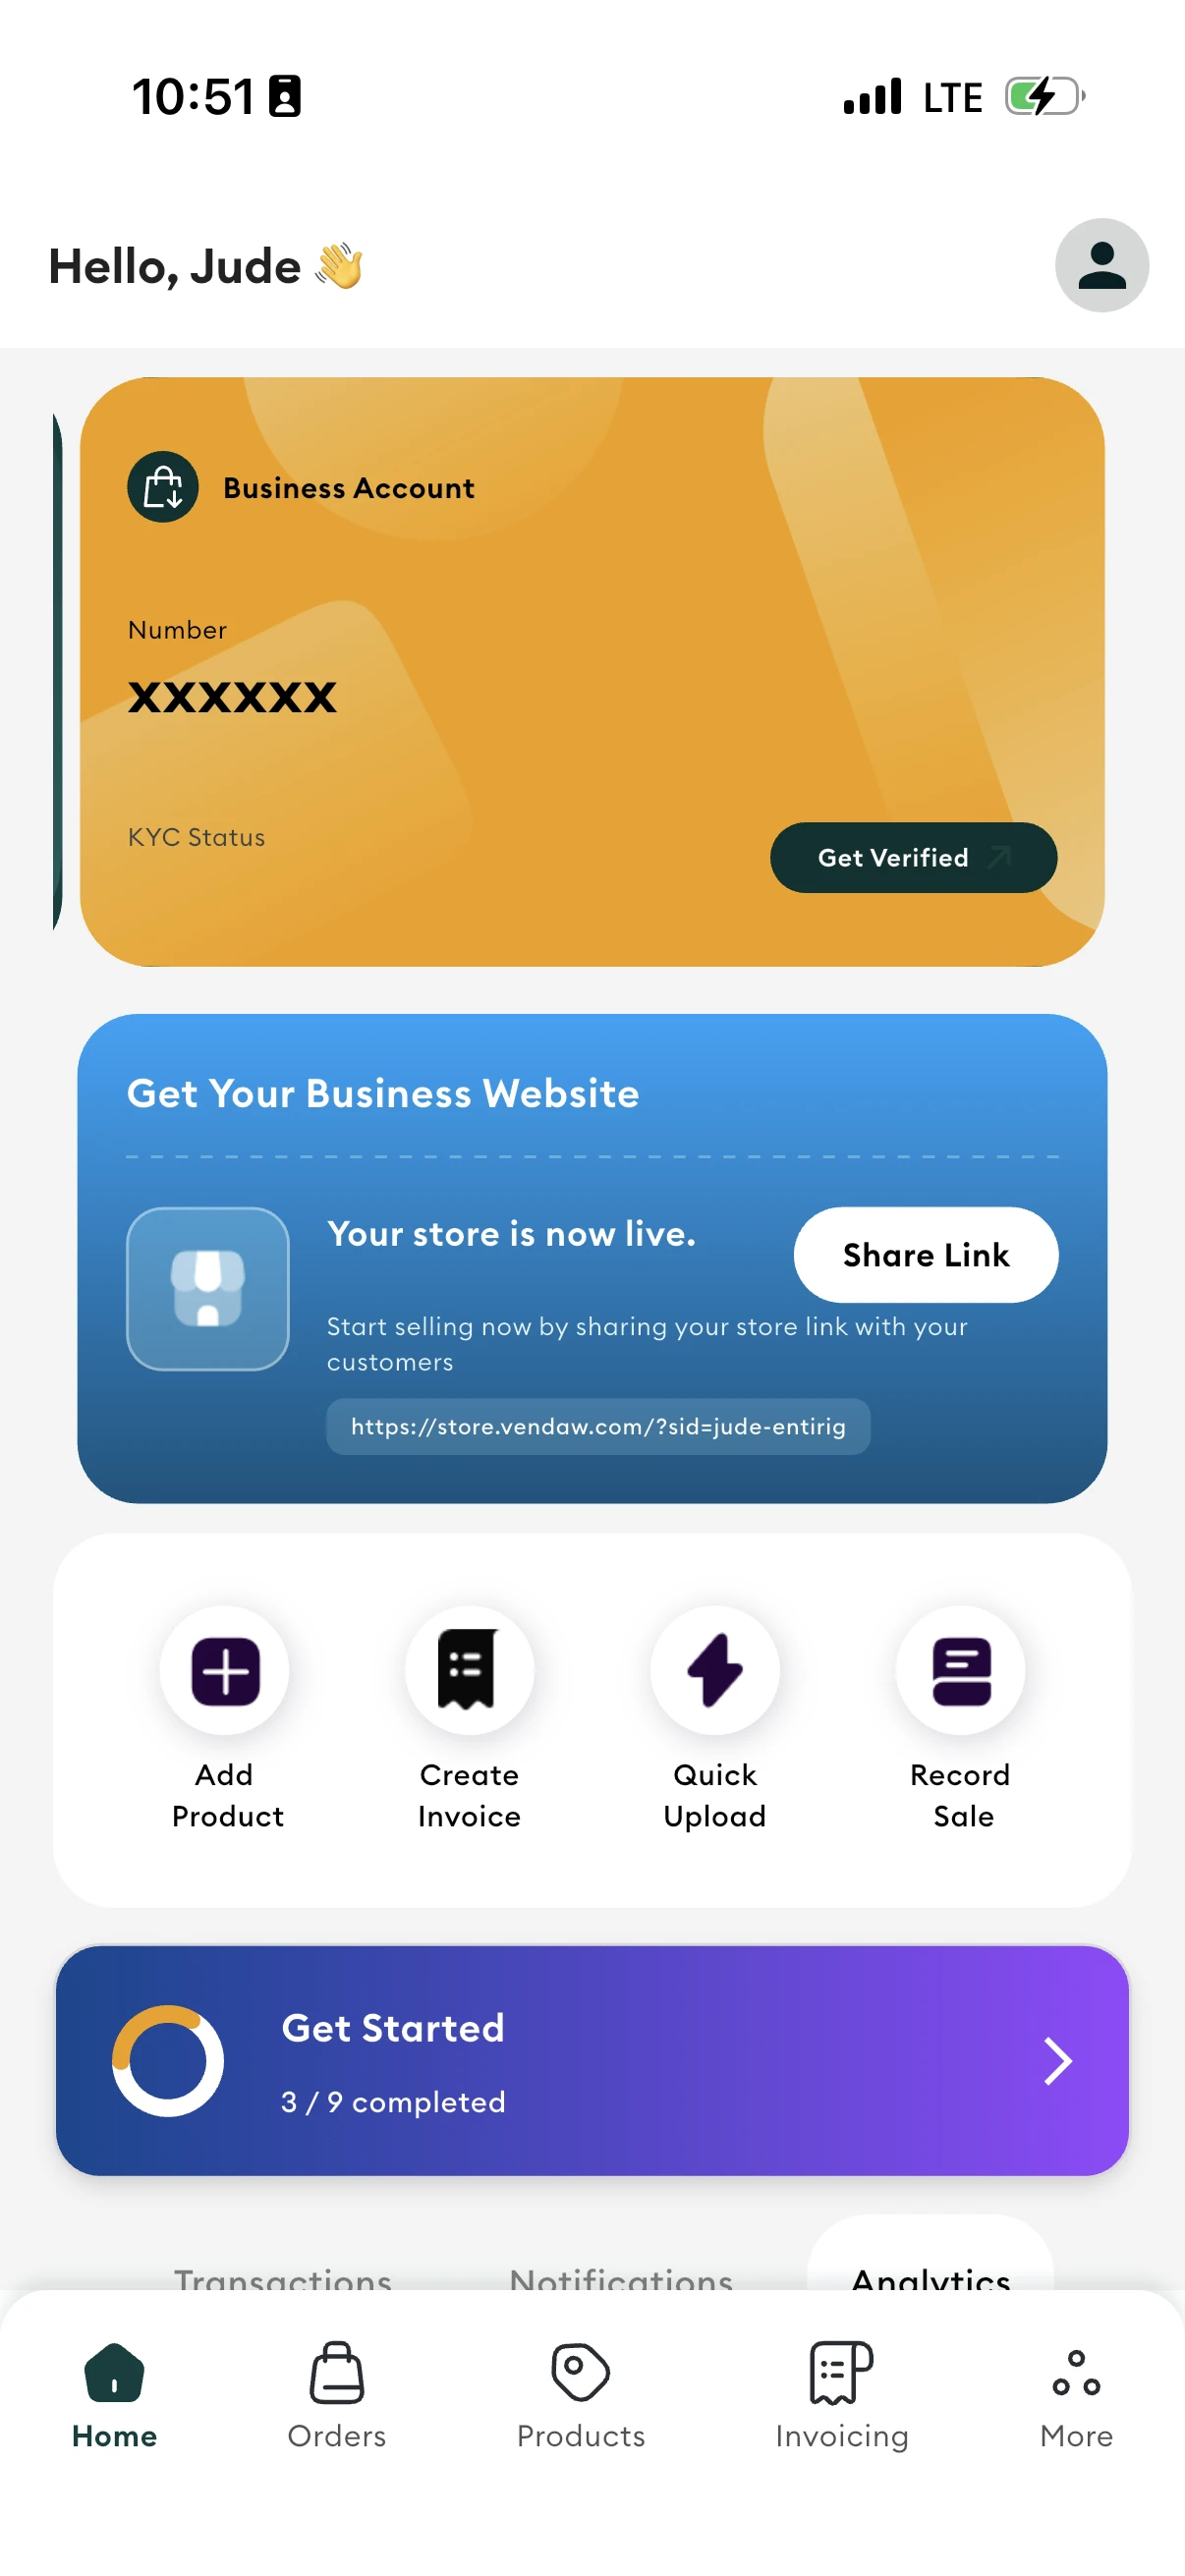 10:51
LTE
Hello, Jude 👋
Business Account
Number
xxxxxx
KYC Status
Get Verified
Get Your Business Website
Your store is now live.
Share Link
Start selling now by sharing your store link with your
customers
https://store.vendaw.com/?sid=jude-entirig
Add
Product
Create
Invoice
Quick
Upload
Record
Sale
Get Started
3 / 9 completed
Transactions
Notifications
Analytics
Home
Orders
Products
Invoicing
More